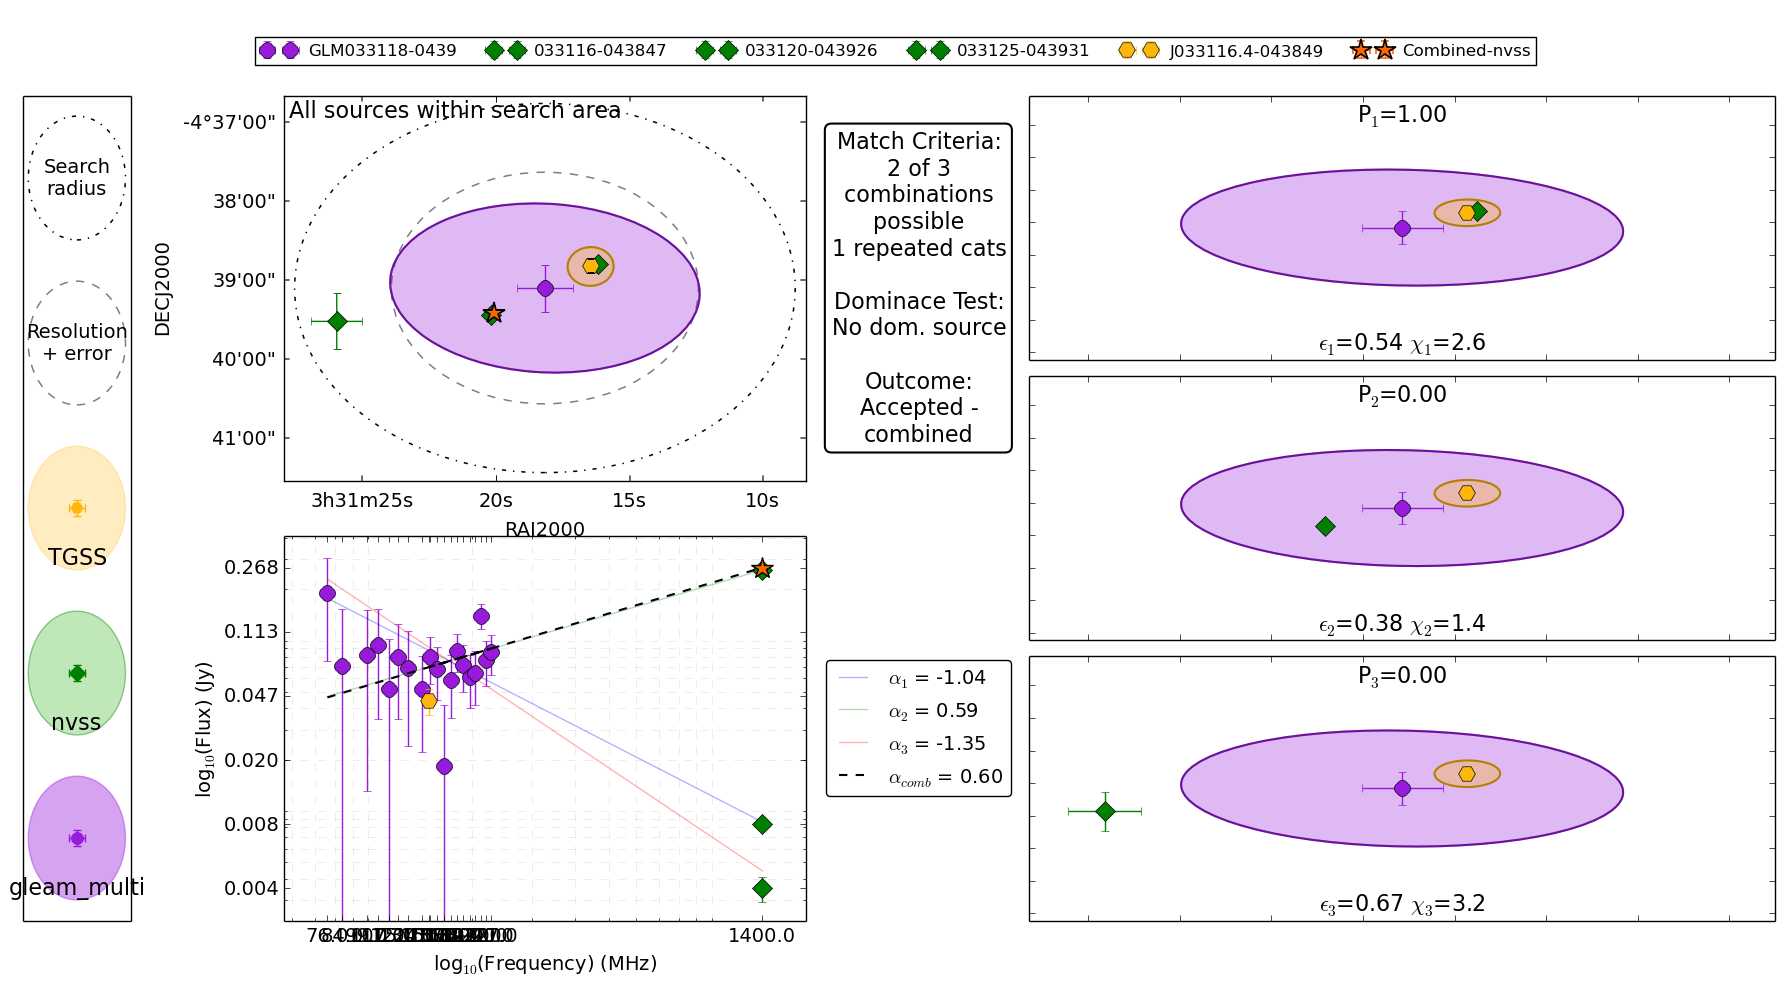 GLM033118-0439 033116-043847 033120-043926 033125-043931 J033116.4-043849 Combined-nvss
Search
radius
Resolution
+ error
TGSS
nvss
gleam_multi
All sources within search area
-4°37'00"
38'00"
39'00"
40'00"
41'00"
DECJ2000
3h31m25s 20s 15s 10s
RAJ2000
Match Criteria:
2 of 3
combinations
possible
1 repeated cats
Dominace Test:
No dom. source
Outcome:
Accepted -
combined
0.268
0.113
0.047
0.020
0.008
0.004
log₁₀(Flux) (Jy)
1400.0
log₁₀(Frequency) (MHz)
α₁ = -1.04
α₂ = 0.59
α₃ = -1.35
α_comb = 0.60
P₁=1.00
ϵ₁=0.54 χ₁=2.6
P₂=0.00
ϵ₂=0.38 χ₂=1.4
P₃=0.00
ϵ₃=0.67 χ₃=3.2